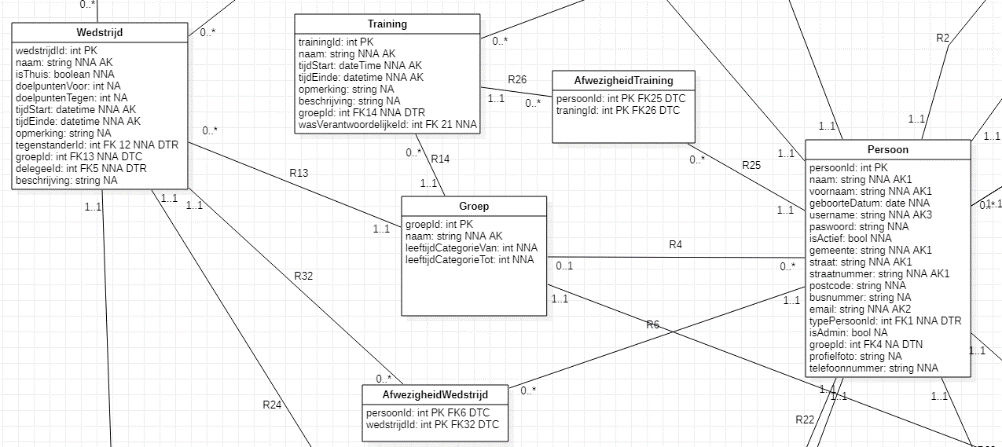 0..*
Wedstrijd
wedstrijdId: int PK
naam: string NNA AK
isThuis: boolean NNA
doelpuntenVoor: int NA
doelpuntenTegen: int NA
tijdStart: datetime NNA AK
tijdEinde: datetime NNA AK
opmerking: string NA
tegenstanderId: int FK 12 NNA DTR
groepId: int FK13 NNA DTC
delegeeId: int FK5 NNA DTR
beschrijving: string NA
0..*
0..*
1..1
1..1
1..1
Training
trainingId: int PK
naam: string NNA AK
tijdStart: dateTime NNA AK
tijdEinde: datetime NNA AK
opmerking: string NA
beschrijving: string NA
groepId: int FK14 NNA DTR
wasVerantwoordelijkeId: int FK 21 NNA
0..*
R26
1..1
0..*
AfwezigheidTraining
persoonId: int PK FK25 DTC
traningId: int PK FK26 DTC
0..*
R25
1..1
0..*
R14
1..1
R13
1..1
Groep
groepId: int PK
naam: string NNA AK
leeftijdCategorieVan: int NNA
leeftijdCategorieTot: int NNA
R4
0..1
0..*
1..1
R6
R32
0..*
R24
AfwezigheidWedstrijd
persoonId: int PK FK6 DTC
wedstrijdId: int PK FK32 DTC
0..*
1..1
R2
1..1
1..1
1..1
1..1
Persoon
persoonId: int PK
naam: string NNA AK1
voornaam: string NNA AK1
geboorteDatum: date NNA
username: string NNA AK3
paswoord: string NNA
isActief: bool NNA
gemeente: string NNA AK1
straat: string NNA AK1
straatnummer: string NNA AK1
postcode: string NNA
busnummer: string NA
email: string NNA AK2
typePersoonId: int FK1 NNA DTR
isAdmin: bool NA
groepId: int FK4 NA DTN
profielfoto: string NA
telefoonnummer: string NNA
1..1
1..1
1..1
1..1
R22